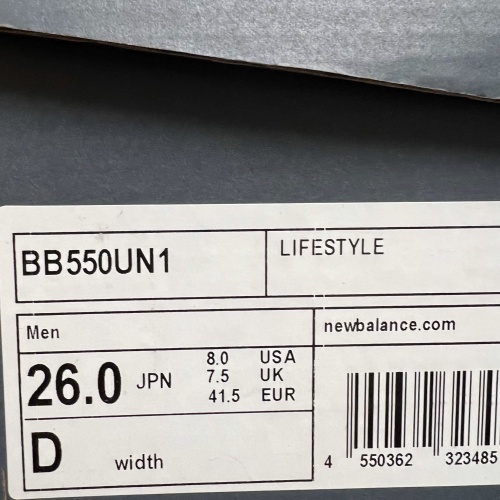 BB550UN1
LIFESTYLE
Men
newbalance.com
26.0 JPN
8.0 USA
7.5 UK
41.5 EUR
D width
4 550362 323485